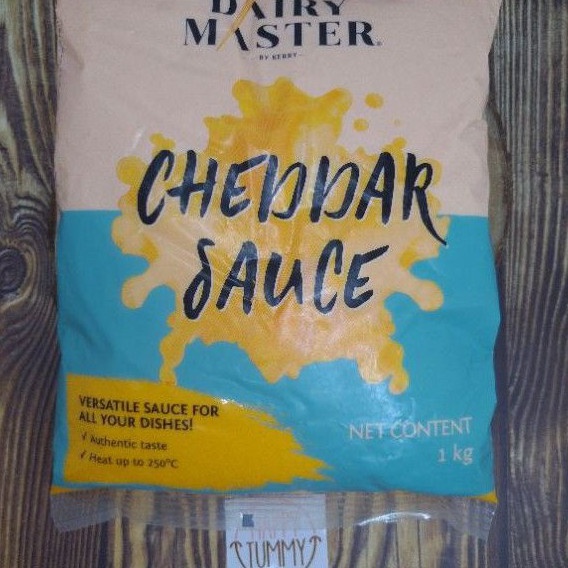 DAIRY
MASTER®
BY KERRY
CHEDDAR
SAUCE
VERSATILE SAUCE FOR
ALL YOUR DISHES!
✓ Authentic taste
✓ Heat up to 250°C
NET CONTENT
1 kg
TUMMY